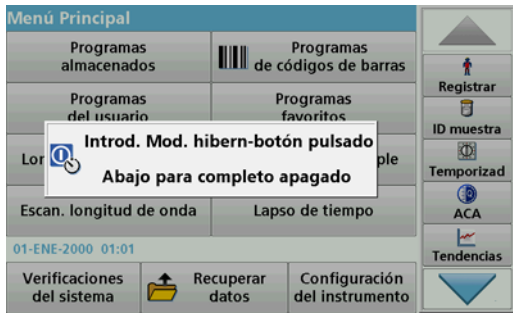 Menú Principal
Programas
almacenados
Programas
de códigos de barras
Programas
del usuario
Programas
favoritos
Introd. Mod. hibern-botón pulsado
Abajo para completo apagado
Lor
ple
Escan. longitud de onda
Lapso de tiempo
01-ENE-2000 01:01
Verificaciones
del sistema
Recuperar
datos
Configuración
del instrumento
Registrar
ID muestra
Temporizad
ACA
Tendencias